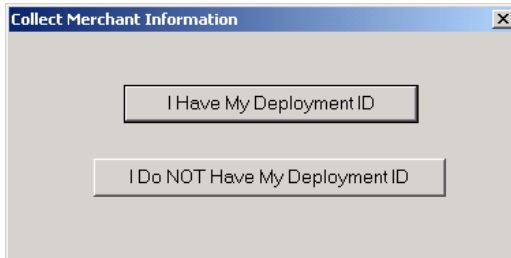 Collect Merchant Information
I Have My Deployment ID
I Do NOT Have My Deployment ID